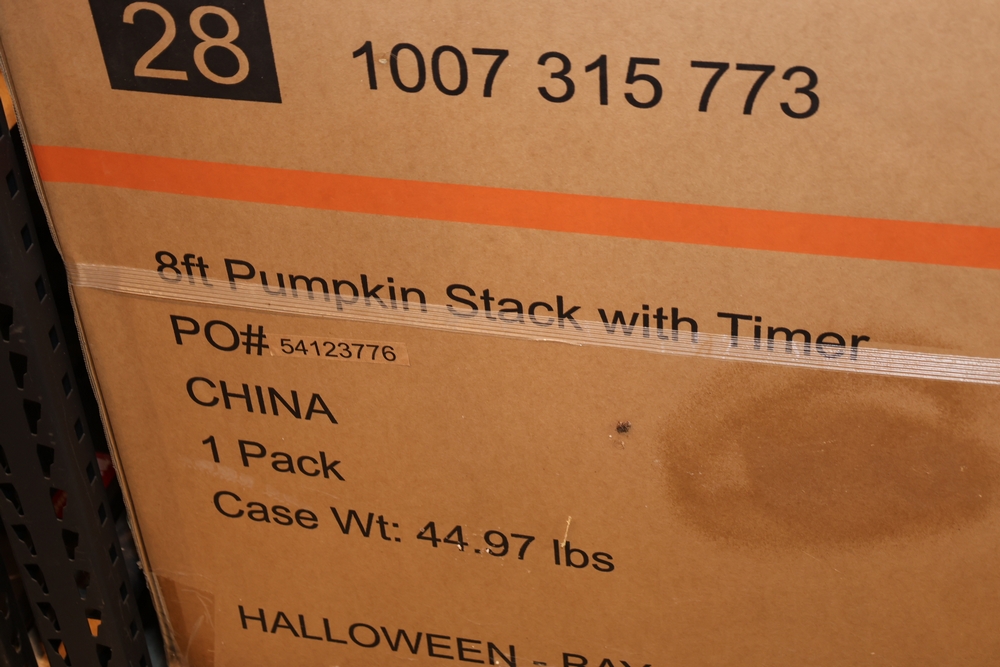 28 1007 315 773
8ft Pumpkin Stack with Timer
PO# 54123776
CHINA
1 Pack
Case Wt: 44.97 lbs
HALLOWEEN -